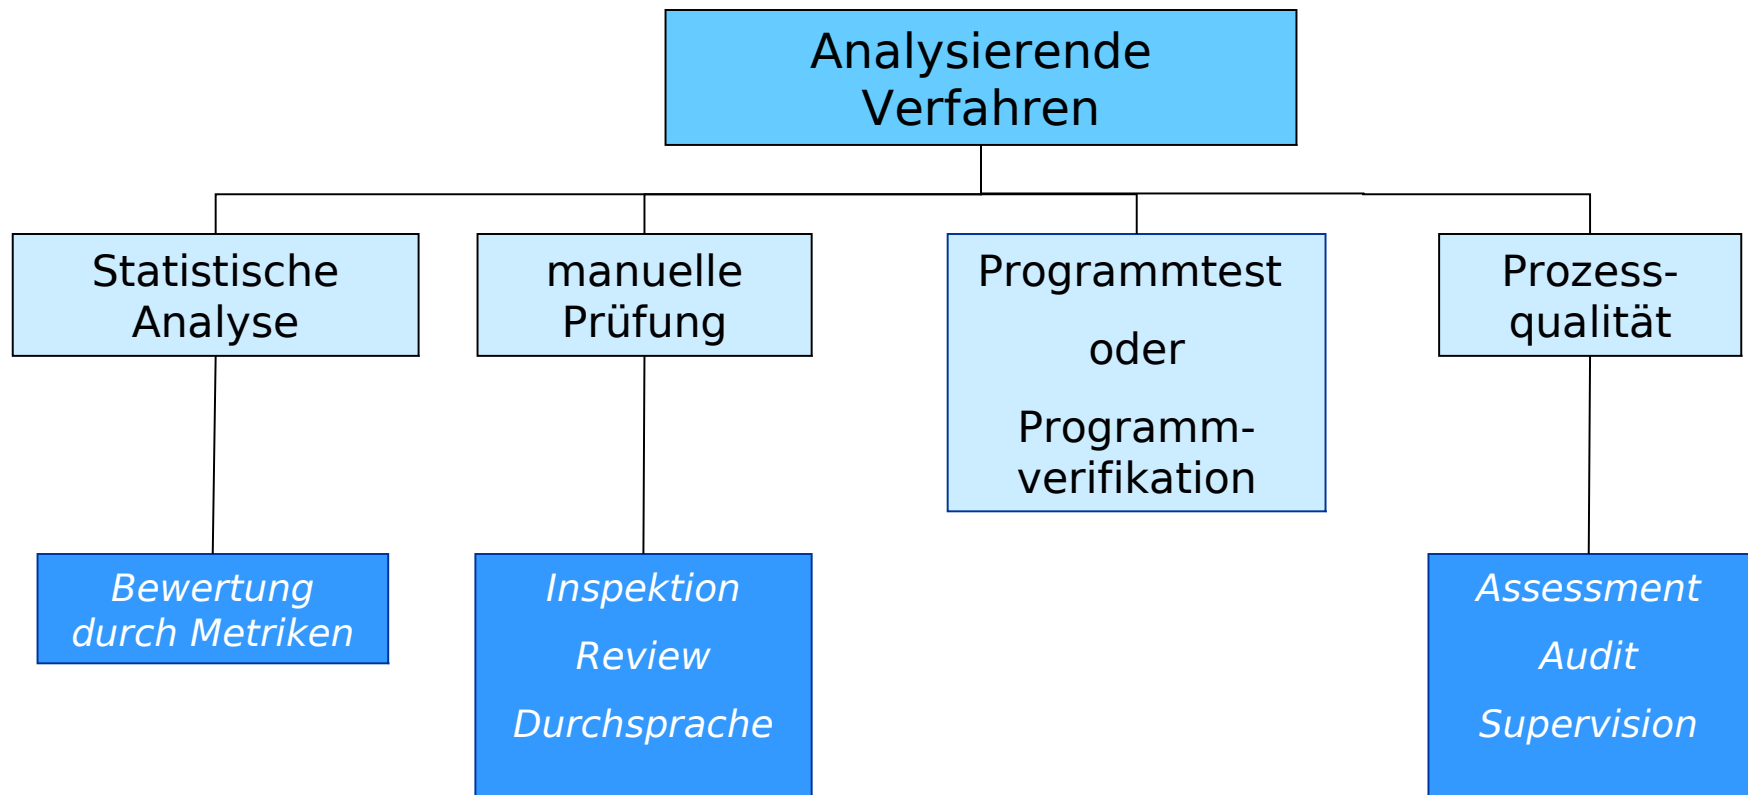 Analysierende
Verfahren
Statistische
Analyse
manuelle
Prüfung
Programmtest
oder
Programm-
verifikation
Prozess-
qualität
Bewertung
durch Metriken
Inspektion
Review
Durchsprache
Assessment
Audit
Supervision